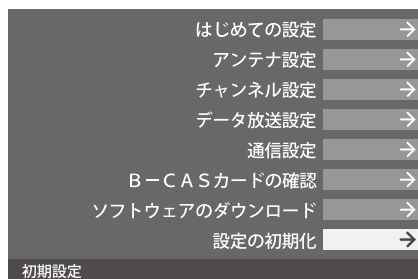 はじめての設定
アンテナ設定
チャンネル設定
データ放送設定
通信設定
Ｂ－ＣＡＳカードの確認
ソフトウェアのダウンロード
設定の初期化
初期設定